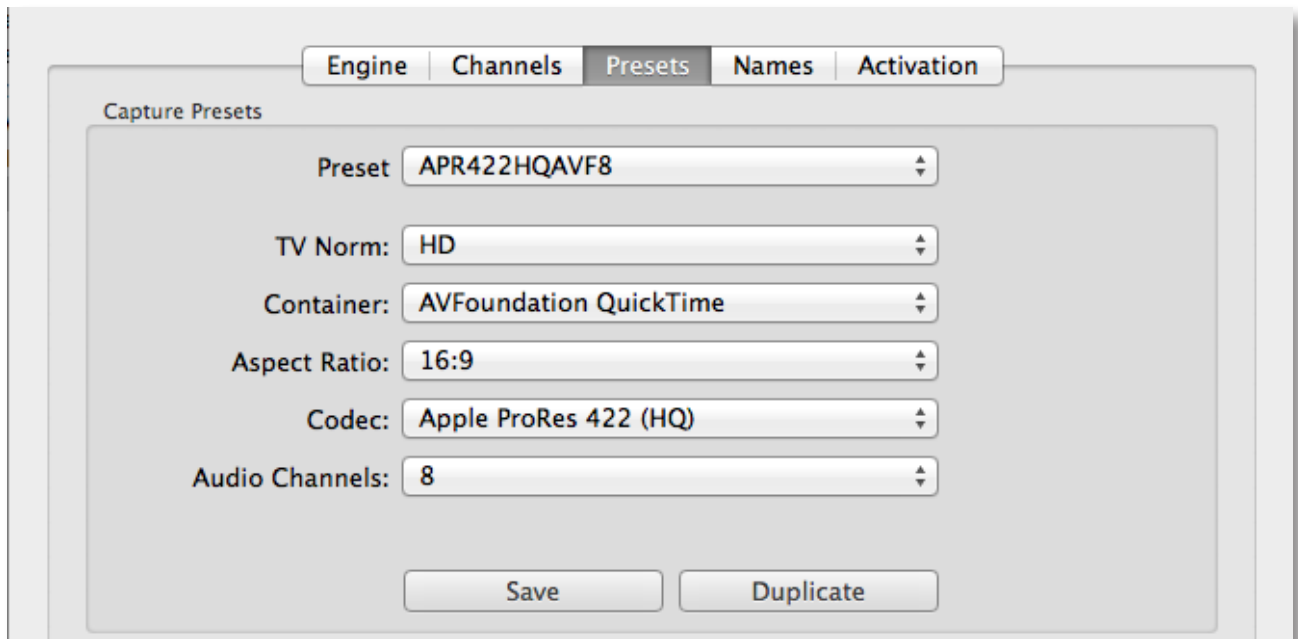 Engine Channels Presets Names Activation
Capture Presets
Preset APR422HQAVF8
TV Norm: HD
Container: AVFoundation QuickTime
Aspect Ratio: 16:9
Codec: Apple ProRes 422 (HQ)
Audio Channels: 8
Save Duplicate